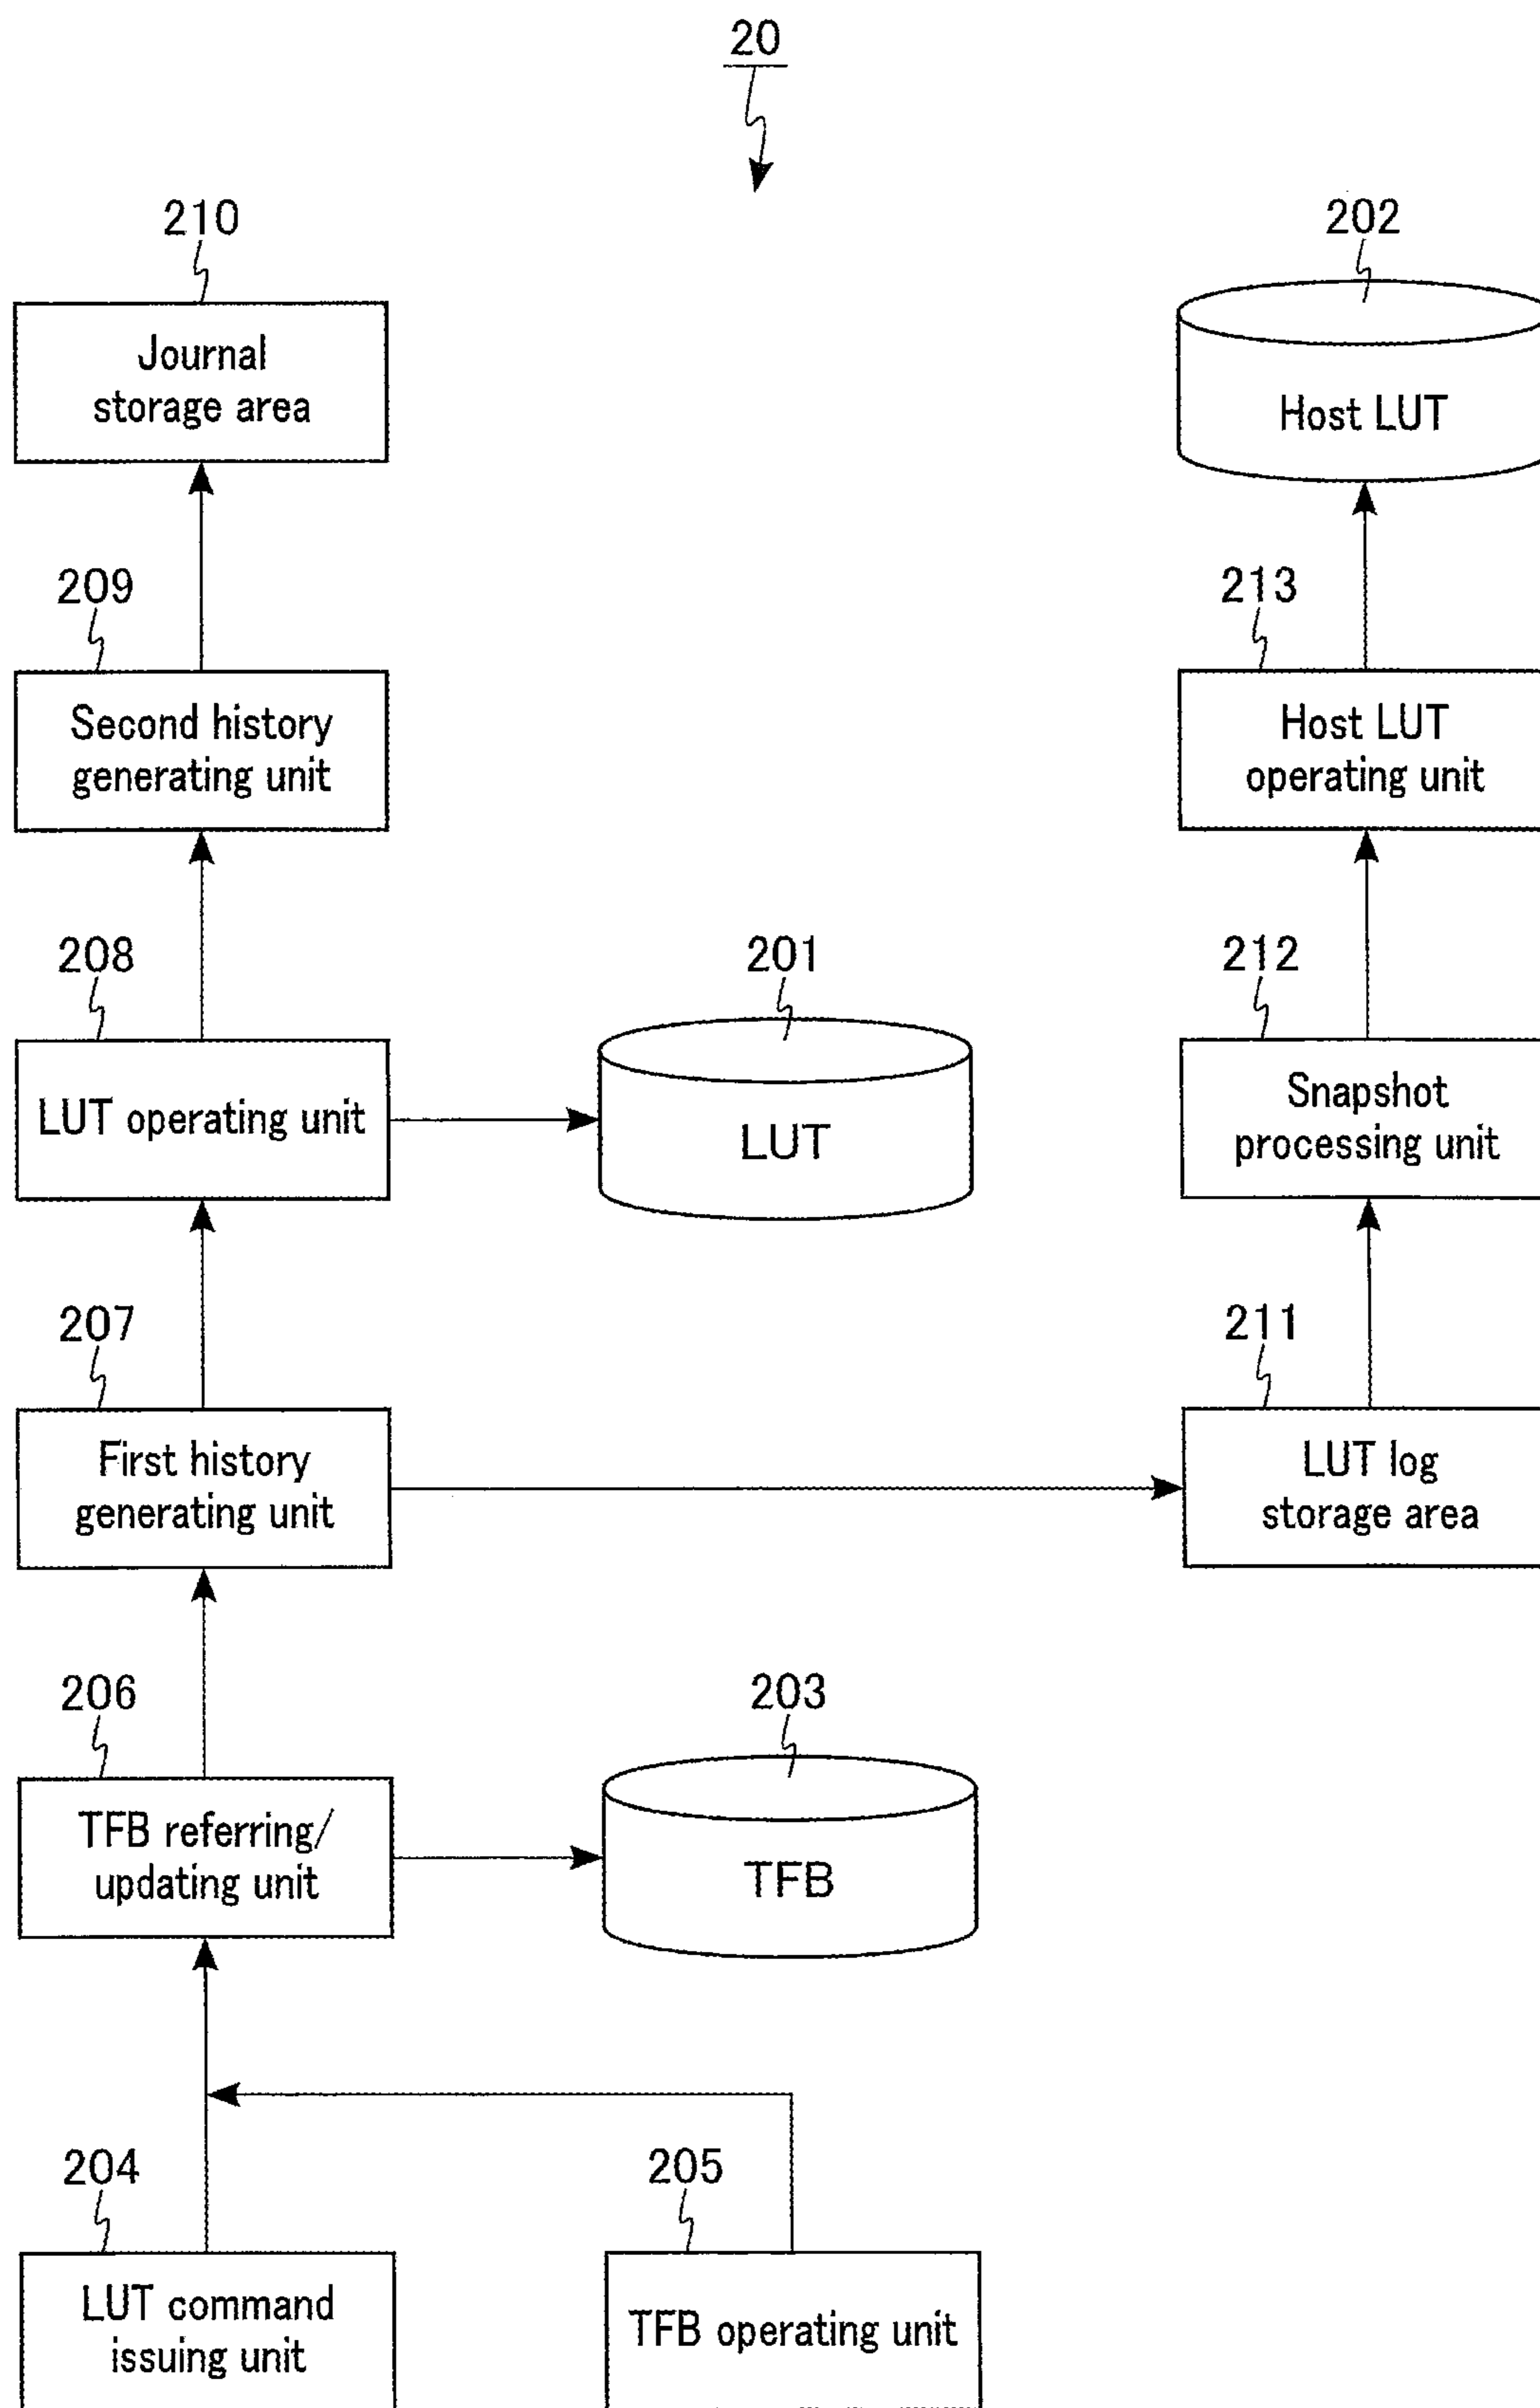 20
210
202
Journal
storage area
Host LUT
209
213
Second history
generating unit
Host LUT
operating unit
208
201
212
LUT operating unit
LUT
Snapshot
processing unit
207
211
First history
generating unit
LUT log
storage area
206
203
TFB referring/
updating unit
TFB
204
205
LUT command
issuing unit
TFB operating unit